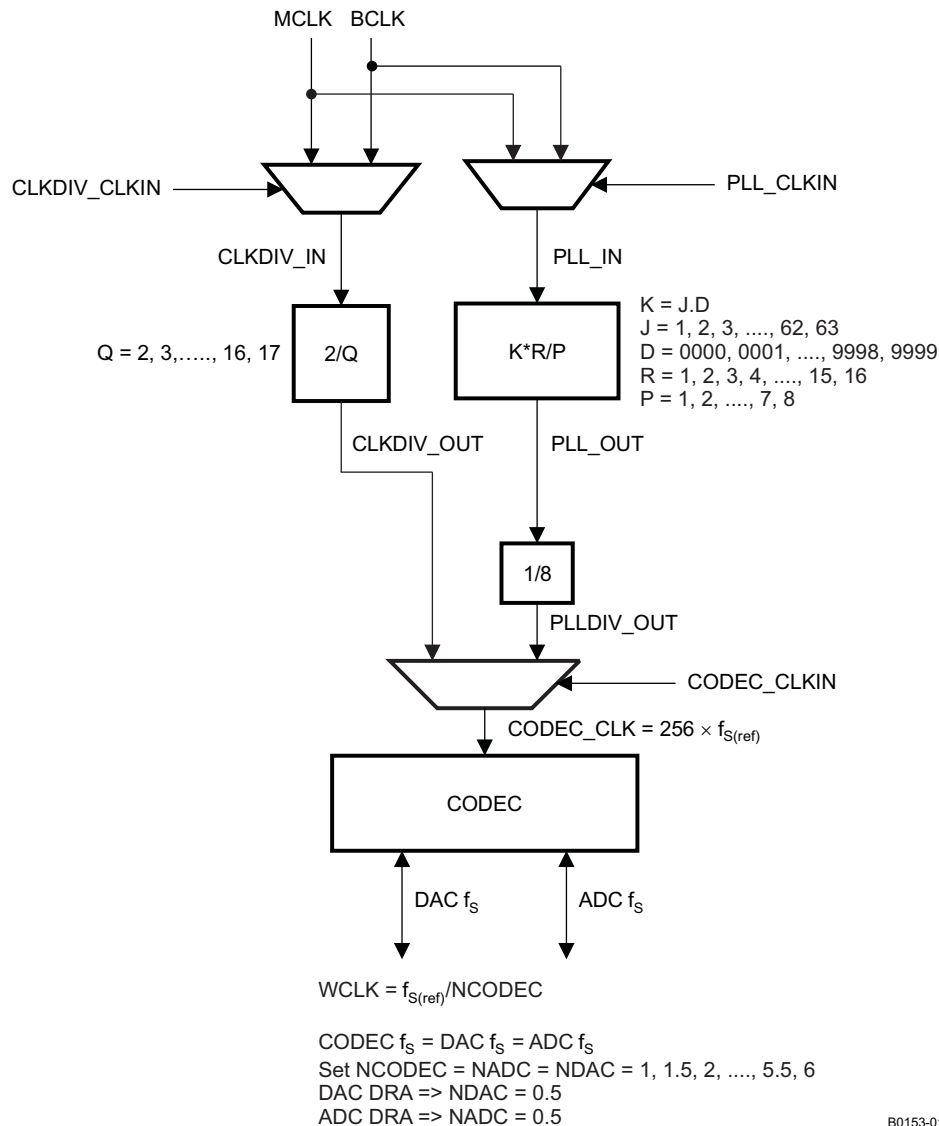 MCLK BCLK
CLKDIV_CLKIN
PLL_CLKIN
CLKDIV_IN
PLL_IN
Q = 2, 3,....., 16, 17
2/Q
K*R/P
K = J.D
J = 1, 2, 3, ...., 62, 63
D = 0000, 0001, ...., 9998, 9999
R = 1, 2, 3, 4, ...., 15, 16
P = 1, 2, ...., 7, 8
CLKDIV_OUT
PLL_OUT
1/8
PLLDIV_OUT
CODEC_CLKIN
CODEC_CLK = 256 × fS(ref)
CODEC
DAC fS
ADC fS
WCLK = fS(ref)/NCODEC
CODEC fS = DAC fS = ADC fS
Set NCODEC = NADC = NDAC = 1, 1.5, 2, ...., 5.5, 6
DAC DRA => NDAC = 0.5
ADC DRA => NADC = 0.5